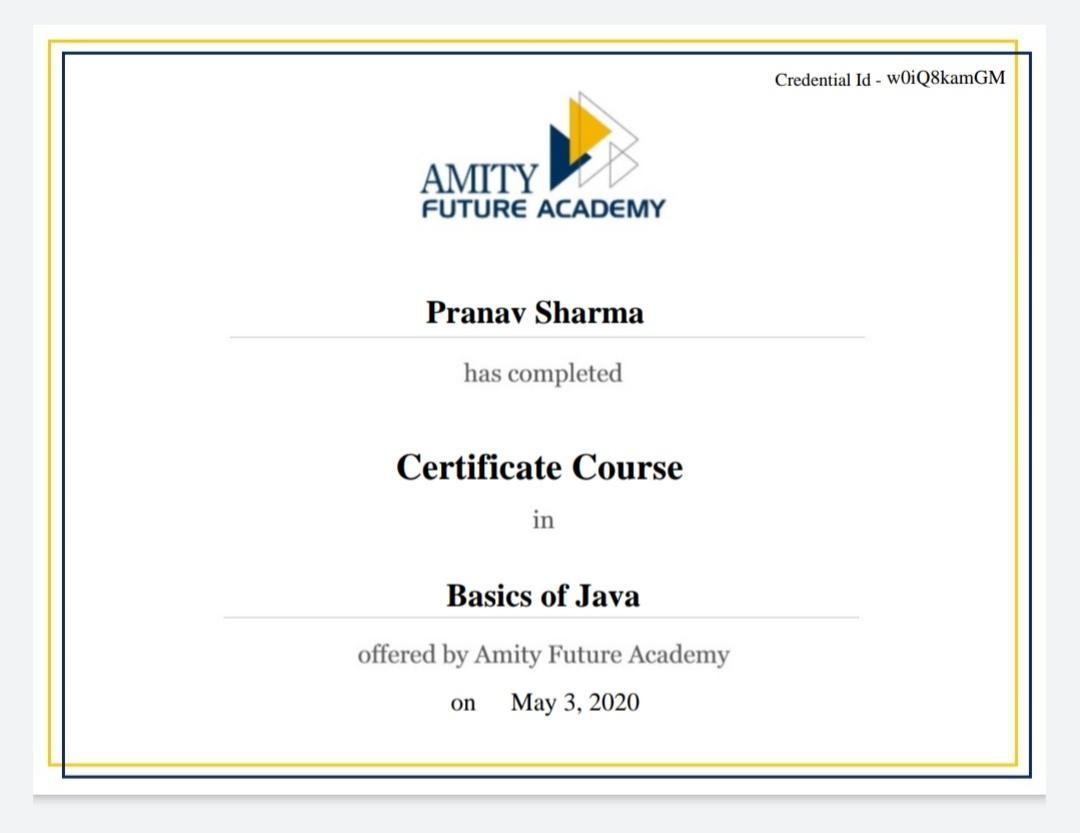 Credential Id - w0iQ8kamGM
AMITY
FUTURE ACADEMY
Pranav Sharma
has completed
Certificate Course
in
Basics of Java
offered by Amity Future Academy
on May 3, 2020